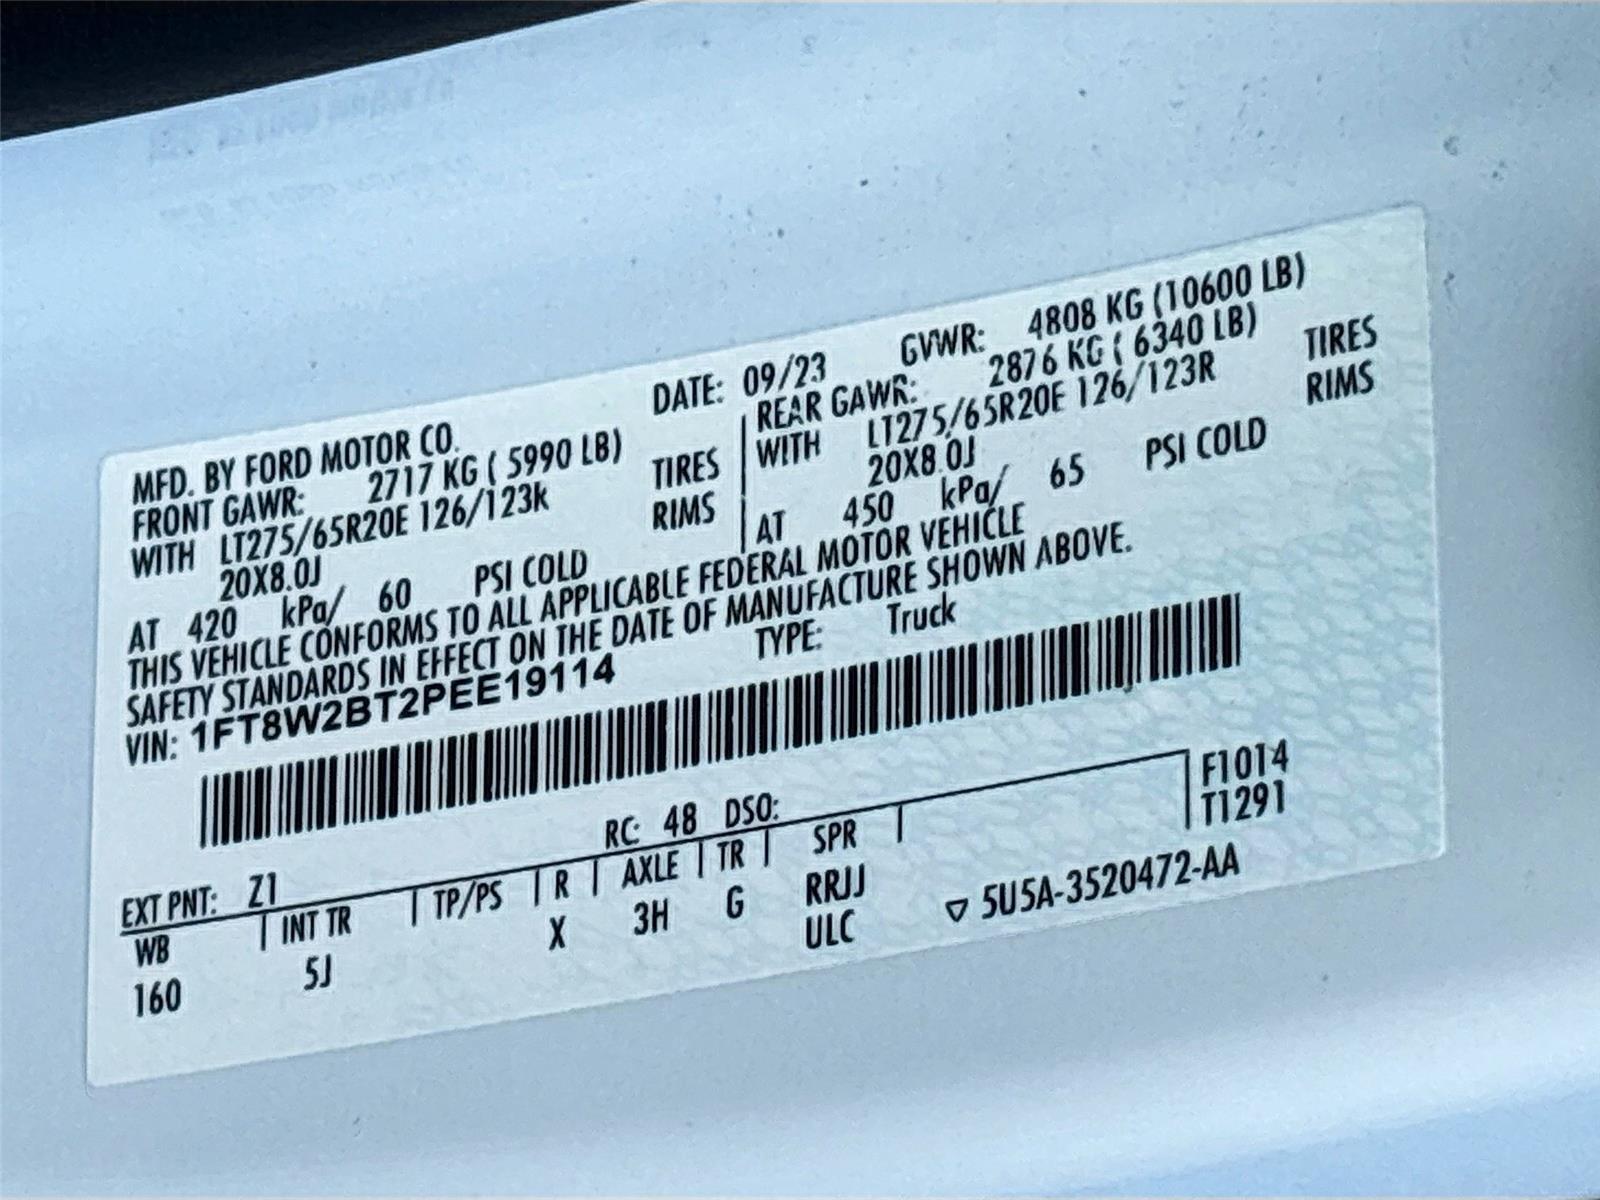 MFD. BY FORD MOTOR CO.
DATE: 09/23
GVWR: 4808 KG (10600 LB)
FRONT GAWR: 2717 KG ( 5990 LB)
WITH LT275/65R20E 126/123R TIRES
20X8.0J RIMS
AT 420 kPa/ 60 PSI COLD
REAR GAWR: 2876 KG ( 6340 LB)
WITH LT275/65R20E 126/123R TIRES
20X8.0J RIMS
AT 450 kPa/ 65 PSI COLD
THIS VEHICLE CONFORMS TO ALL APPLICABLE FEDERAL MOTOR VEHICLE
SAFETY STANDARDS IN EFFECT ON THE DATE OF MANUFACTURE SHOWN ABOVE.
VIN: 1FT8W2BT2PEE19114
TYPE: Truck
F1014
T1291
EXT PNT: Z1 RC: 48 DSO:
WB INT TR TP/PS R AXLE TR SPR
160 5J X 3H G RRJJ
ULC
▽ 5U5A-3520472-AA